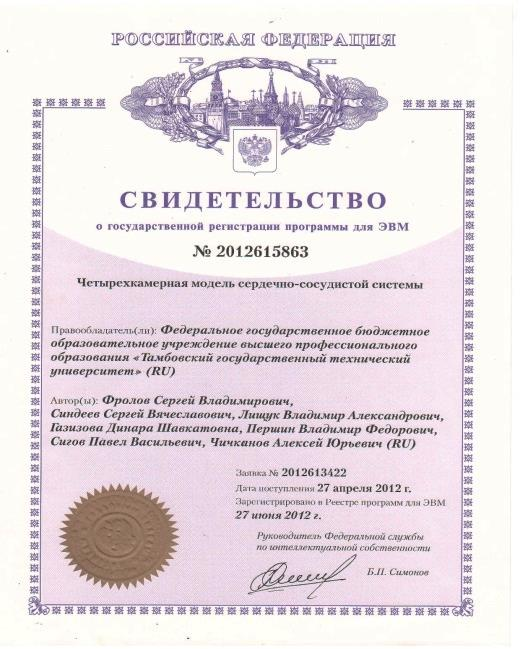 РОССИЙСКАЯ ФЕДЕРАЦИЯ
СВИДЕТЕЛЬСТВО
о государственной регистрации программы для ЭВМ
№ 2012615863
Четырехкамерная модель сердечно-сосудистой системы
Правообладатель(ли): Федеральное государственное бюджетное
образовательное учреждение высшего профессионального
образования «Тамбовский государственный технический
университет» (RU)
Автор(ы): Фролов Сергей Владимирович,
Синдеев Сергей Вячеславович, Лищук Владимир Александрович,
Газизова Динара Шавкатовна, Першин Владимир Федорович,
Сигов Павел Васильевич, Чичканов Алексей Юрьевич (RU)
Заявка № 2012613422
Дата поступления 27 апреля 2012 г.
Зарегистрировано в Реестре программ для ЭВМ
27 июня 2012 г.
Руководитель Федеральной службы
по интеллектуальной собственности
Б.П. Симонов